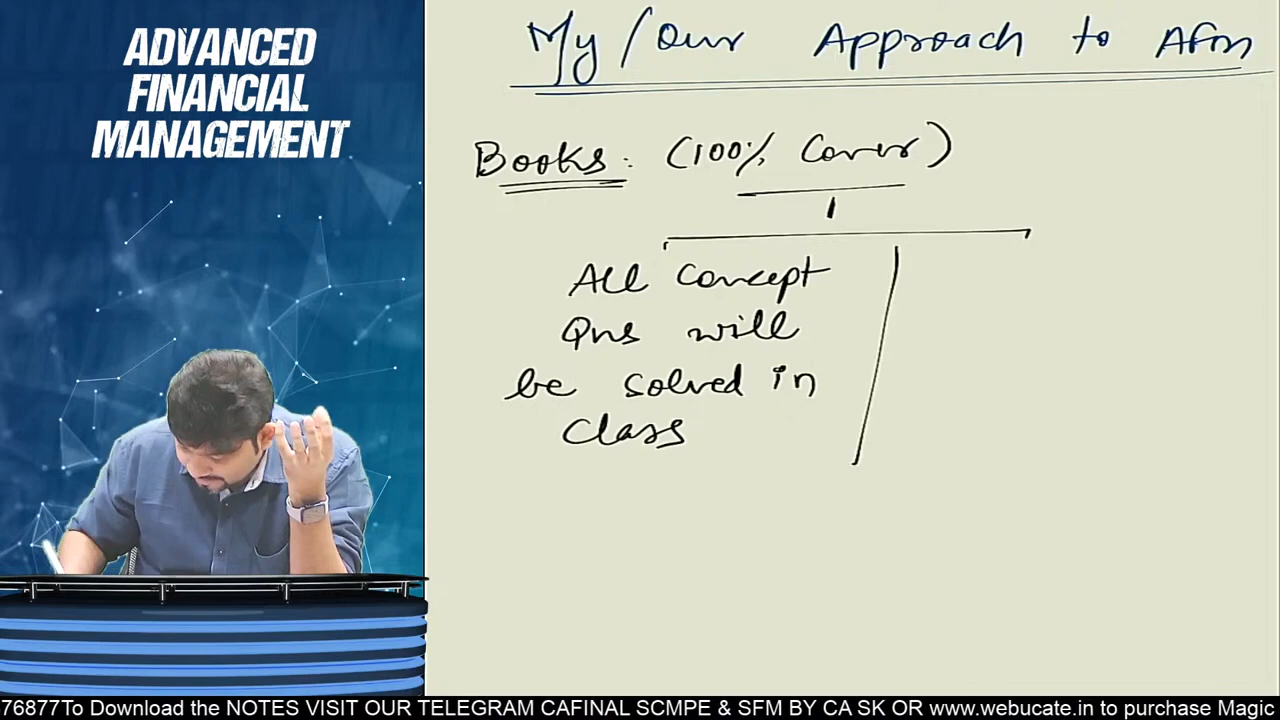 ADVANCED
FINANCIAL
MANAGEMENT
My / Our Approach to AFM
Books: (100% Cover)
All concept
Qns will
be solved in
Class
76877To Download the NOTES VISIT OUR TELEGRAM CAFINAL SCMPE & SFM BY CA SK OR www.webucate.in to purchase Magic